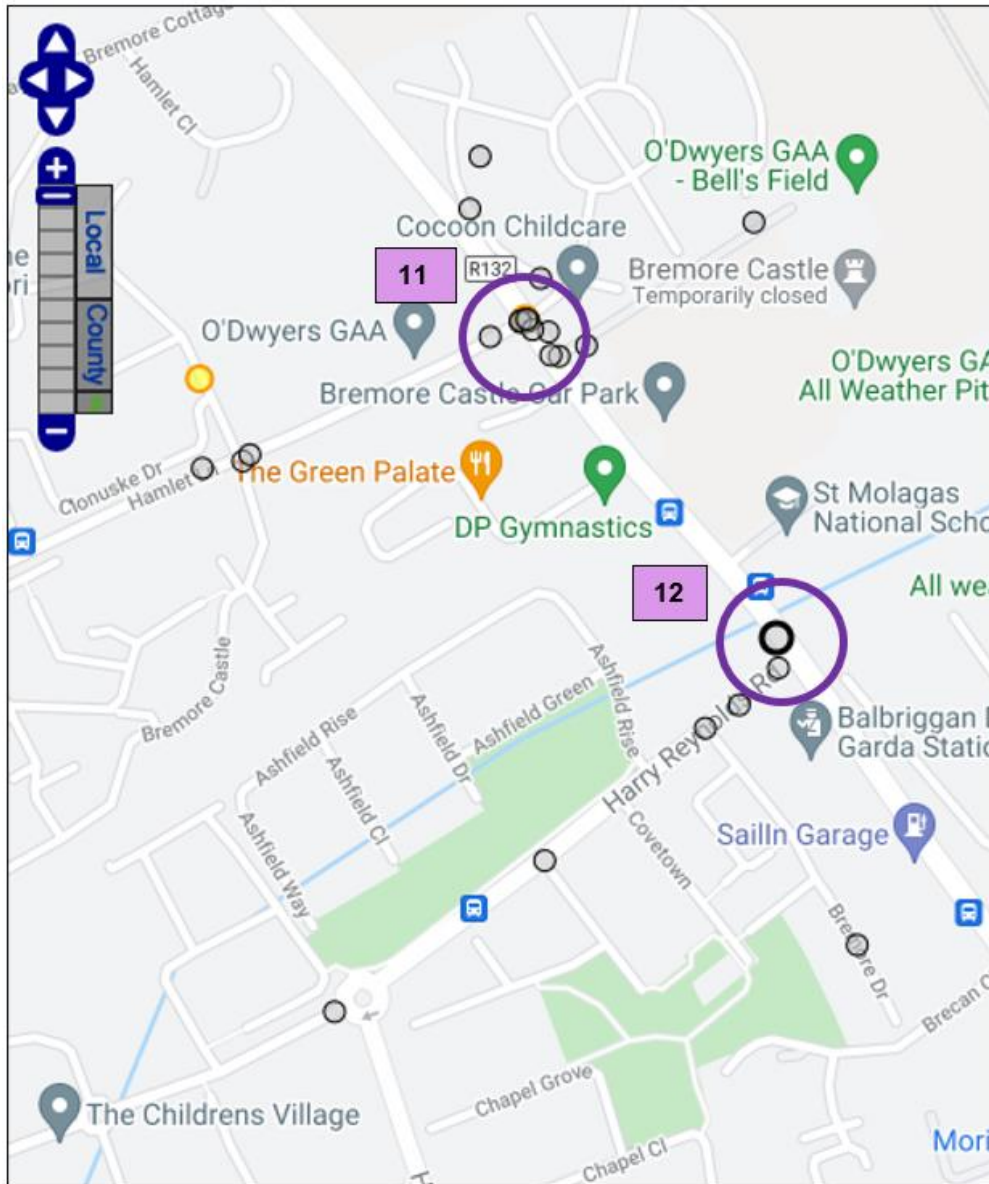 Bremore Cottage
Hamlet Cl
O'Dwyers GAA
- Bell's Field
Local
County
Cocoon Childcare
11
R132
Bremore Castle
Temporarily closed
ri
O'Dwyers GAA
O'Dwyers GA
All Weather Pit
Bremore Castle Car Park
Clonuske Dr
Hamlet
The Green Palate
DP Gymnastics
St Molagas
National Scho
12
All wea
Bremore Castle
Ashfield Rise
Ashfield Green
Ashfield Rise
Ashfield Dr
Ashfield Cl
Ashfield Way
Harry Reynolds Rd
Balbriggan
Garda Statio
Covetown
SailIn Garage
Bremore Dr
Brecan C
Chapel Grove
The Childrens Village
Chapel Cl
Mori
H